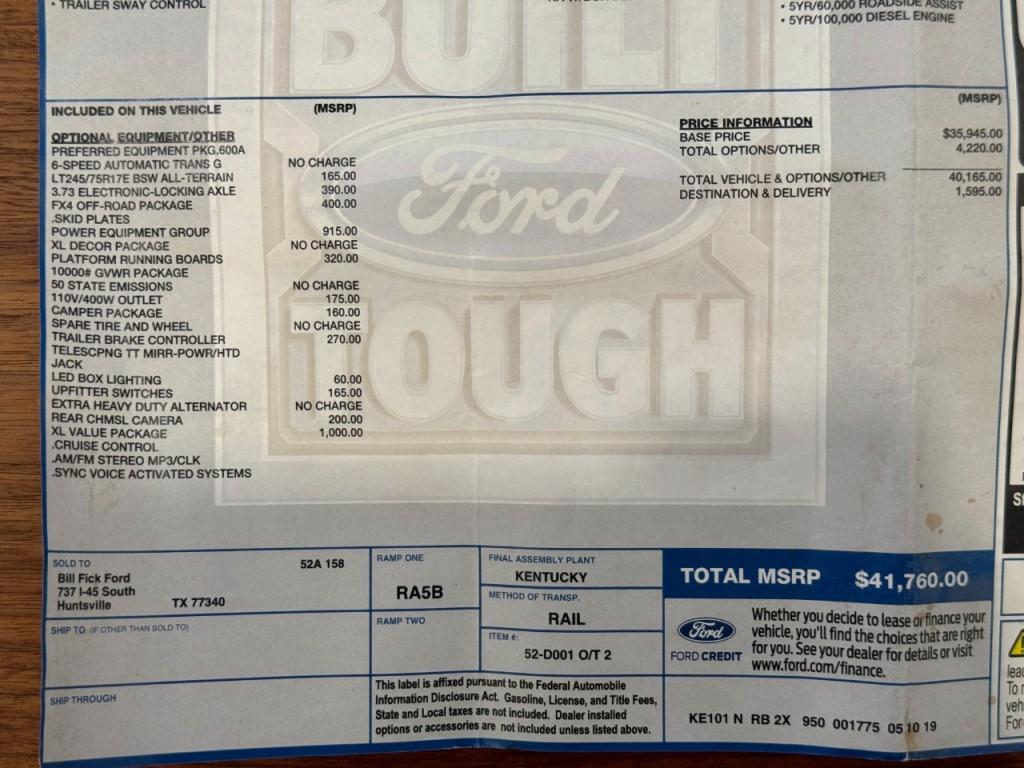 • TRAILER SWAY CONTROL
• 5YR/60,000 ROADSIDE ASSIST
• 5YR/100,000 DIESEL ENGINE
BUILT
Ford
TOUGH
INCLUDED ON THIS VEHICLE (MSRP)
OPTIONAL EQUIPMENT/OTHER
PREFERRED EQUIPMENT PKG.600A
6-SPEED AUTOMATIC TRANS G NO CHARGE
LT245/75R17E BSW ALL-TERRAIN 165.00
3.73 ELECTRONIC-LOCKING AXLE 390.00
FX4 OFF-ROAD PACKAGE 400.00
.SKID PLATES
POWER EQUIPMENT GROUP 915.00
XL DECOR PACKAGE NO CHARGE
PLATFORM RUNNING BOARDS 320.00
10000# GVWR PACKAGE
50 STATE EMISSIONS NO CHARGE
110V/400W OUTLET 175.00
CAMPER PACKAGE 160.00
SPARE TIRE AND WHEEL NO CHARGE
TRAILER BRAKE CONTROLLER 270.00
TELESCPNG TT MIRR-POWR/HTD
JACK
LED BOX LIGHTING 60.00
UPFITTER SWITCHES 165.00
EXTRA HEAVY DUTY ALTERNATOR NO CHARGE
REAR CHMSL CAMERA 200.00
XL VALUE PACKAGE 1,000.00
.CRUISE CONTROL
.AM/FM STEREO MP3/CLK
.SYNC VOICE ACTIVATED SYSTEMS
(MSRP)
PRICE INFORMATION
BASE PRICE $35,945.00
TOTAL OPTIONS/OTHER 4,220.00
TOTAL VEHICLE & OPTIONS/OTHER 40,165.00
DESTINATION & DELIVERY 1,595.00
SOLD TO 52A 158
Bill Fick Ford
737 I-45 South
Huntsville TX 77340
SHIP TO (IF OTHER THAN SOLD TO)
SHIP THROUGH
RAMP ONE
RA5B
RAMP TWO
FINAL ASSEMBLY PLANT
KENTUCKY
METHOD OF TRANSP.
RAIL
ITEM #:
52-D001 O/T 2
This label is affixed pursuant to the Federal Automobile
Information Disclosure Act. Gasoline, License, and Title Fees,
State and Local taxes are not included. Dealer installed
options or accessories are not included unless listed above.
TOTAL MSRP $41,760.00
Ford
FORD CREDIT
Whether you decide to lease or finance your
vehicle, you'll find the choices that are right
for you. See your dealer for details or visit
www.ford.com/finance.
KE101 N RB 2X 950 001775 05 10 19